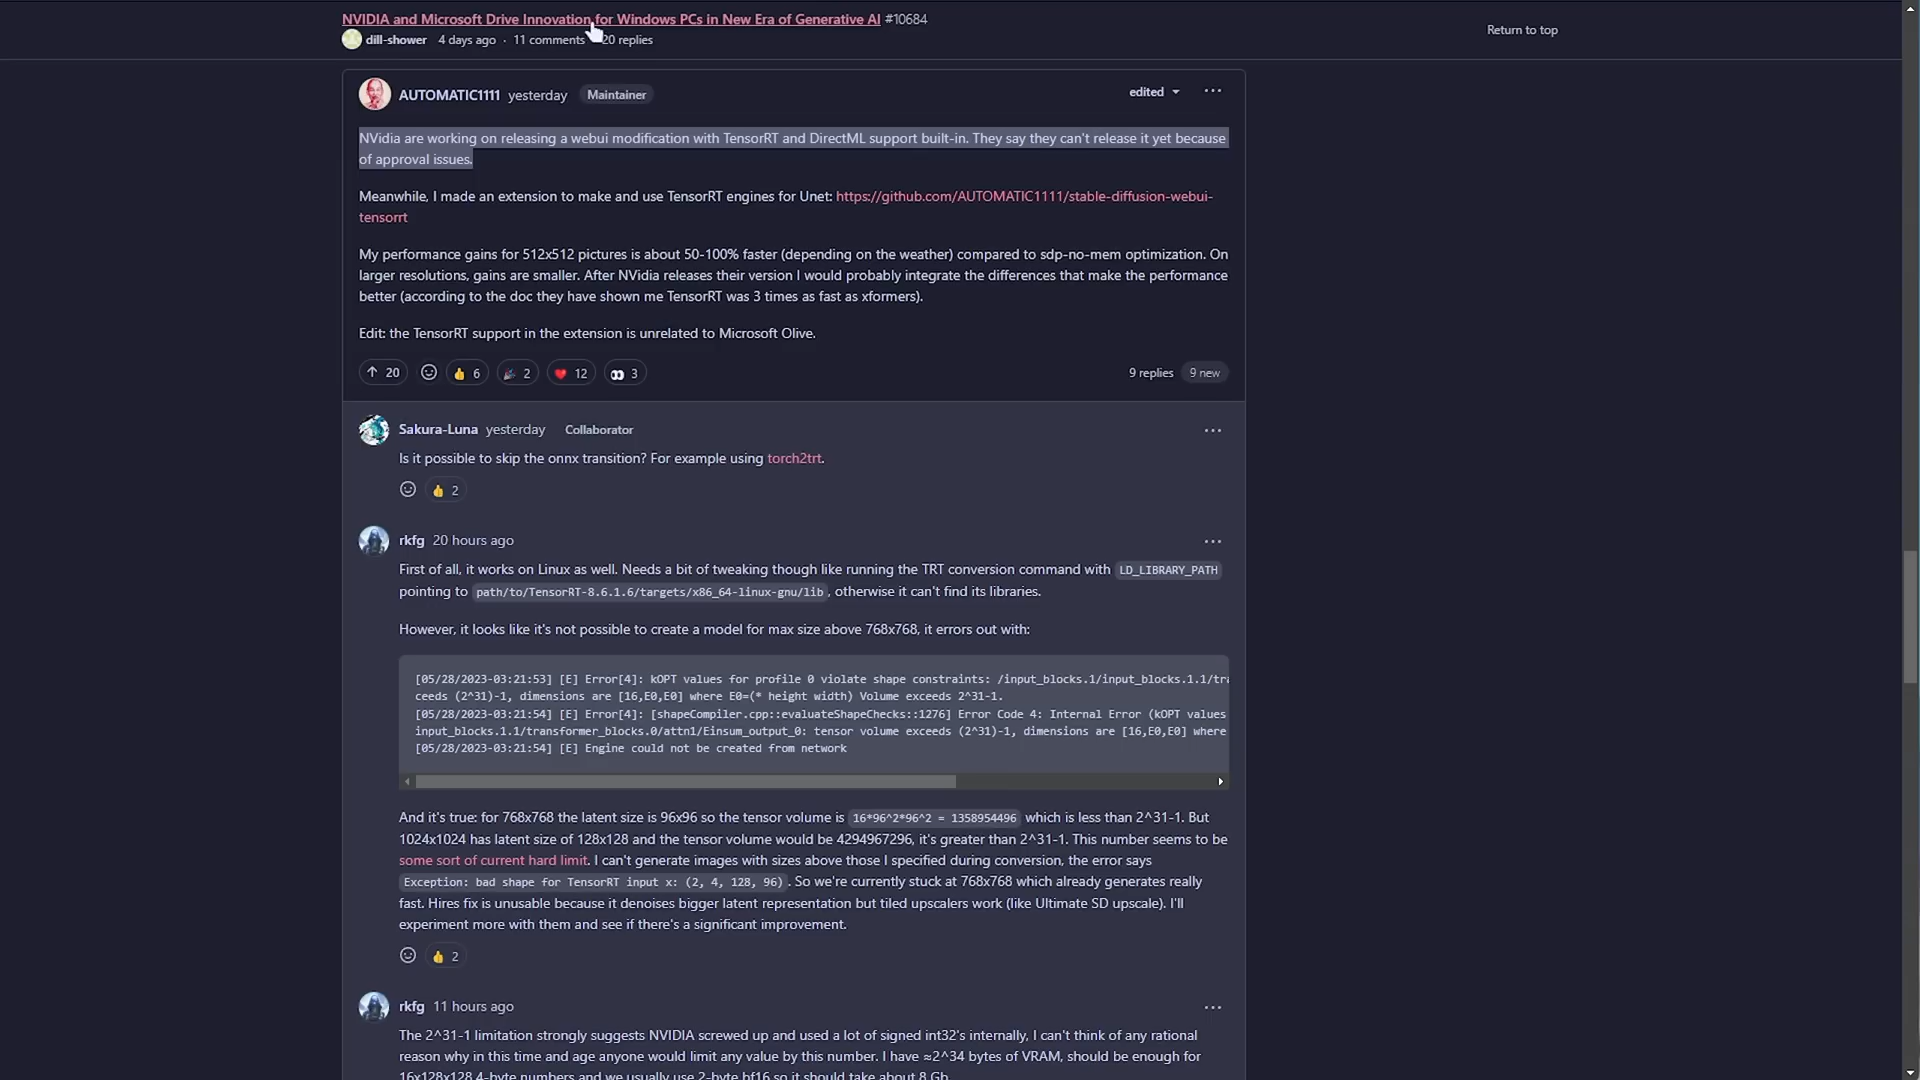 NVIDIA and Microsoft Drive Innovation for Windows PCs in New Era of Generative AI #10684
dill-shower 4 days ago · 11 comments · 20 replies
Return to top
AUTOMATIC1111 yesterday Maintainer
edited
NVidia are working on releasing a webui modification with TensorRT and DirectML support built-in. They say they can't release it yet because
of approval issues.
Meanwhile, I made an extension to make and use TensorRT engines for Unet: https://github.com/AUTOMATIC1111/stable-diffusion-webui-
tensorrt
My performance gains for 512x512 pictures is about 50-100% faster (depending on the weather) compared to sdp-no-mem optimization. On
larger resolutions, gains are smaller. After NVidia releases their version I would probably integrate the differences that make the performance
better (according to the doc they have shown me TensorRT was 3 times as fast as xformers).
Edit: the TensorRT support in the extension is unrelated to Microsoft Olive.
↑ 20 👍 6 🎉 2 ❤️ 12 👀 3
9 replies 9 new
Sakura-Luna yesterday Collaborator
Is it possible to skip the onnx transition? For example using torch2trt.
👍 2
rkfg 20 hours ago
First of all, it works on Linux as well. Needs a bit of tweaking though like running the TRT conversion command with LD_LIBRARY_PATH
pointing to path/to/TensorRT-8.6.1.6/targets/x86_64-linux-gnu/lib , otherwise it can't find its libraries.
However, it looks like it's not possible to create a model for max size above 768x768, it errors out with:
[05/28/2023-03:21:53] [E] Error[4]: kOPT values for profile 0 violate shape constraints: /input_blocks.1/input_blocks.1.1/tra
ceeds (2^31)-1, dimensions are [16,E0,E0] where E0=(* height width) Volume exceeds 2^31-1.
[05/28/2023-03:21:54] [E] Error[4]: [shapeCompiler.cpp::evaluateShapeChecks::1276] Error Code 4: Internal Error (kOPT values
input_blocks.1.1/transformer_blocks.0/attn1/Einsum_output_0: tensor volume exceeds (2^31)-1, dimensions are [16,E0,E0] where
[05/28/2023-03:21:54] [E] Engine could not be created from network
And it's true: for 768x768 the latent size is 96x96 so the tensor volume is 16*96^2*96^2 = 1358954496 which is less than 2^31-1. But
1024x1024 has latent size of 128x128 and the tensor volume would be 4294967296, it's greater than 2^31-1. This number seems to be
some sort of current hard limit. I can't generate images with sizes above those I specified during conversion, the error says
Exception: bad shape for TensorRT input x: (2, 4, 128, 96) . So we're currently stuck at 768x768 which already generates really
fast. Hires fix is unusable because it denoises bigger latent representation but tiled upscalers work (like Ultimate SD upscale). I'll
experiment more with them and see if there's a significant improvement.
👍 2
rkfg 11 hours ago
The 2^31-1 limitation strongly suggests NVIDIA screwed up and used a lot of signed int32's internally, I can't think of any rational
reason why in this time and age anyone would limit any value by this number. I have ≈2^34 bytes of VRAM, should be enough for
16x128x128 4-byte numbers and we usually use 2-byte bf16 so it should take about 8 Gb.